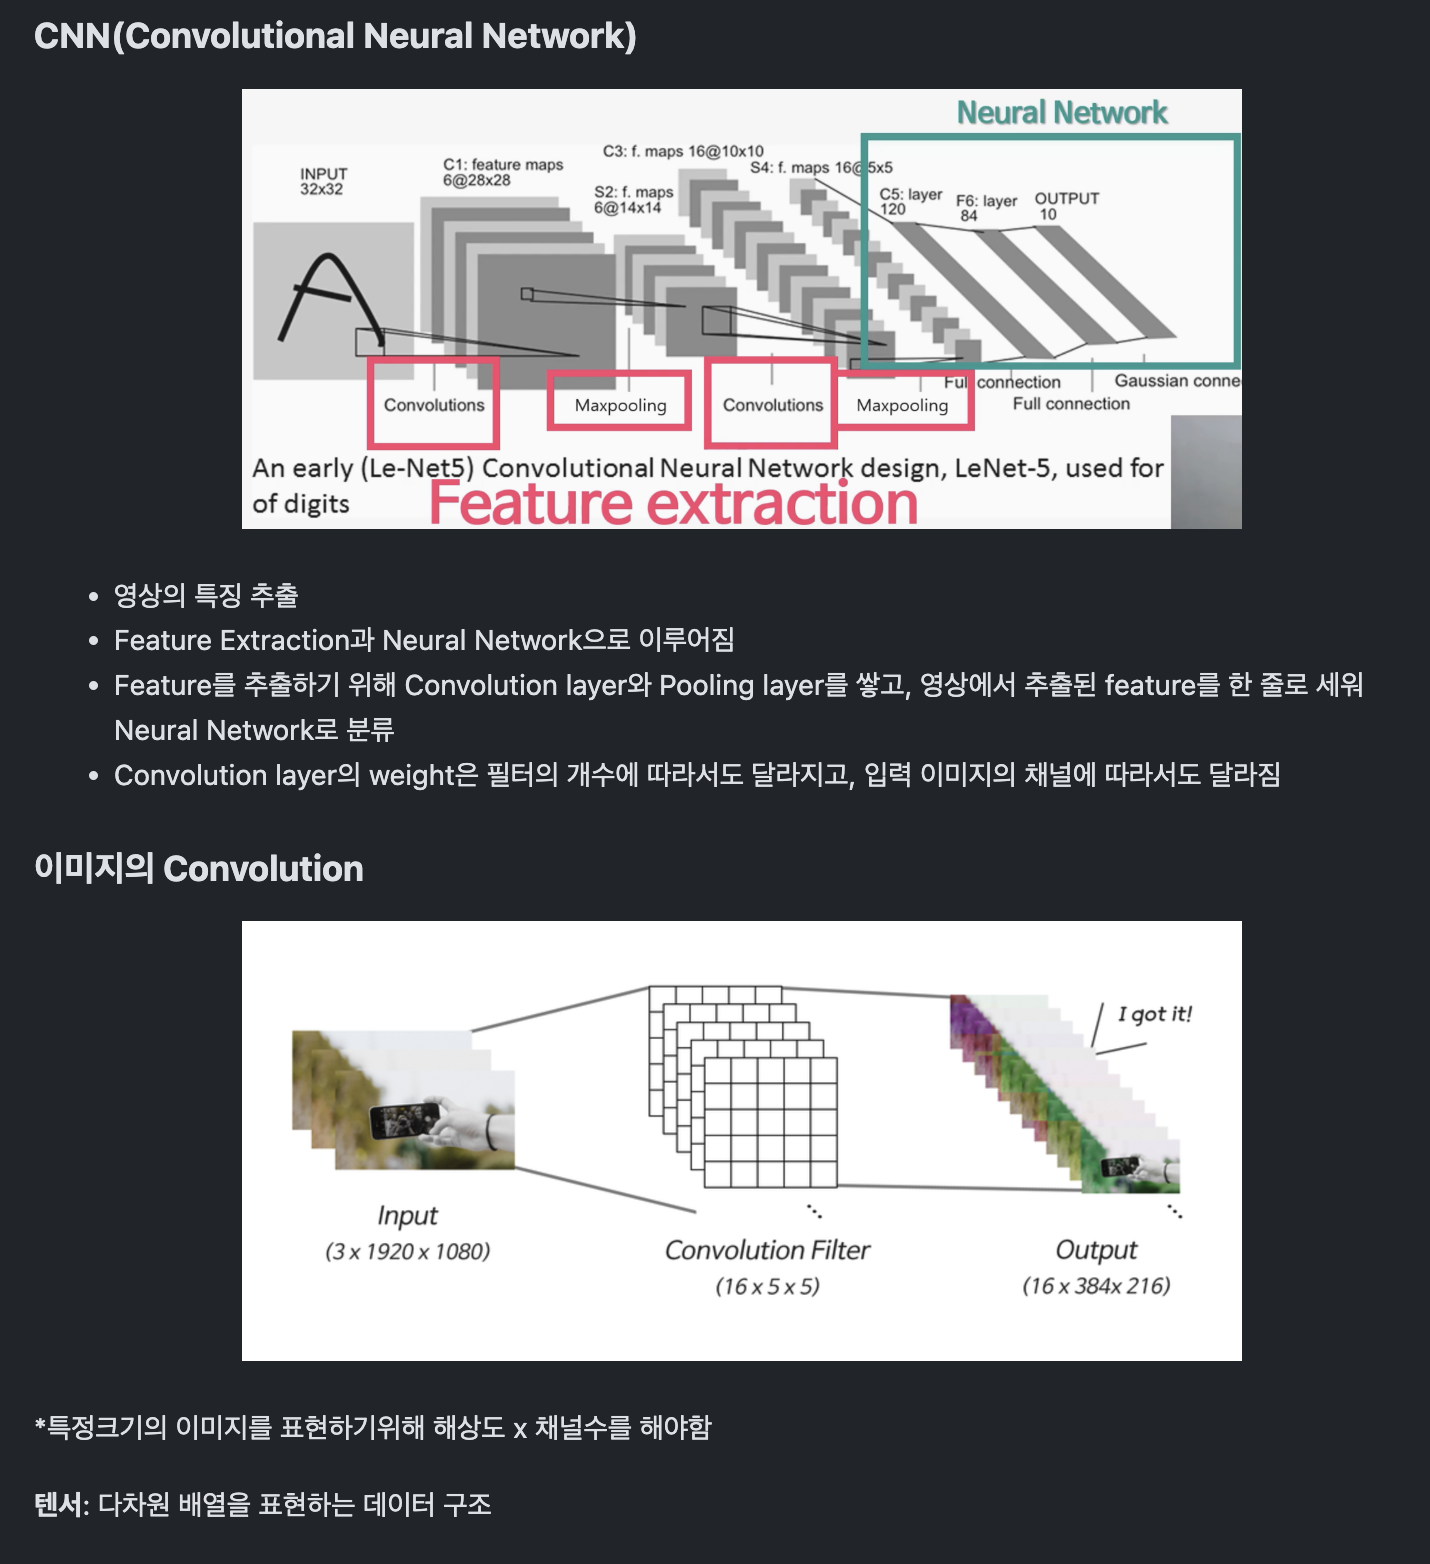 CNN(Convolutional Neural Network)
Neural Network
INPUT
32x32
C1: feature maps
6@28x28
S2: f. maps
6@14x14
C3: f. maps 16@10x10
S4: f. maps 16@5x5
C5: layer
120
F6: layer
84
OUTPUT
10
Convolutions
Maxpooling
Convolutions
Maxpooling
Full connection
Full connection
Gaussian conne
An early (Le-Net5) Convolutional Neural Network design, LeNet-5, used for
of digits
Feature extraction
• 영상의 특징 추출
• Feature Extraction과 Neural Network으로 이루어짐
• Feature를 추출하기 위해 Convolution layer와 Pooling layer를 쌓고, 영상에서 추출된 feature를 한 줄로 세워
Neural Network로 분류
• Convolution layer의 weight은 필터의 개수에 따라서도 달라지고, 입력 이미지의 채널에 따라서도 달라짐
이미지의 Convolution
I got it!
Input
(3 x 1920 x 1080)
Convolution Filter
(16 x 5 x 5)
Output
(16 x 384x 216)
*특정크기의 이미지를 표현하기위해 해상도 x 채널수를 해야함
텐서: 다차원 배열을 표현하는 데이터 구조